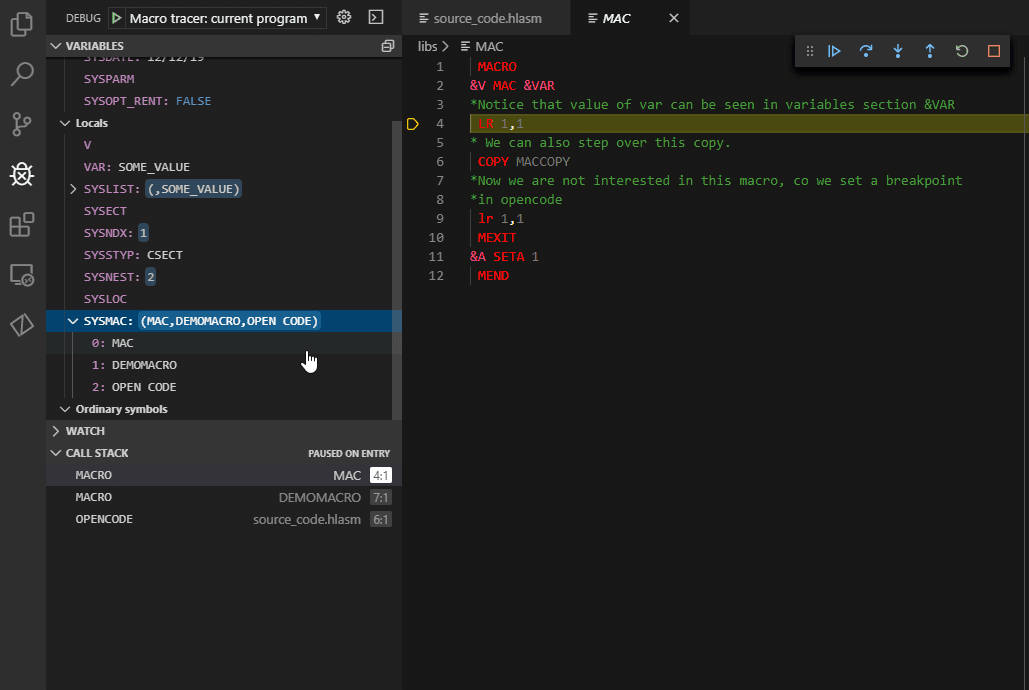 DEBUG Macro tracer: current program
VARIABLES
SYSDATE: 12/12/19
SYSPARM
SYSOPT_RENT: FALSE
Locals
V
VAR: SOME_VALUE
SYSLIST: (,SOME_VALUE)
SYSECT
SYSNDX: 1
SYSSTYP: CSECT
SYSNEST: 2
SYSLOC
SYSMAC: (MAC,DEMOMACRO,OPEN CODE)
0: MAC
1: DEMOMACRO
2: OPEN CODE
Ordinary symbols
WATCH
CALL STACK PAUSED ON ENTRY
MACRO MAC 4:1
MACRO DEMOMACRO 7:1
OPENCODE source_code.hlasm 6:1
source_code.hlasm MAC
libs > MAC
1 MACRO
2 &V MAC &VAR
3 *Notice that value of var can be seen in variables section &VAR
4 LR 1,1
5 * We can also step over this copy.
6 COPY MACCOPY
7 *Now we are not interested in this macro, co we set a breakpoint
8 *in opencode
9 lr 1,1
10 MEXIT
11 &A SETA 1
12 MEND